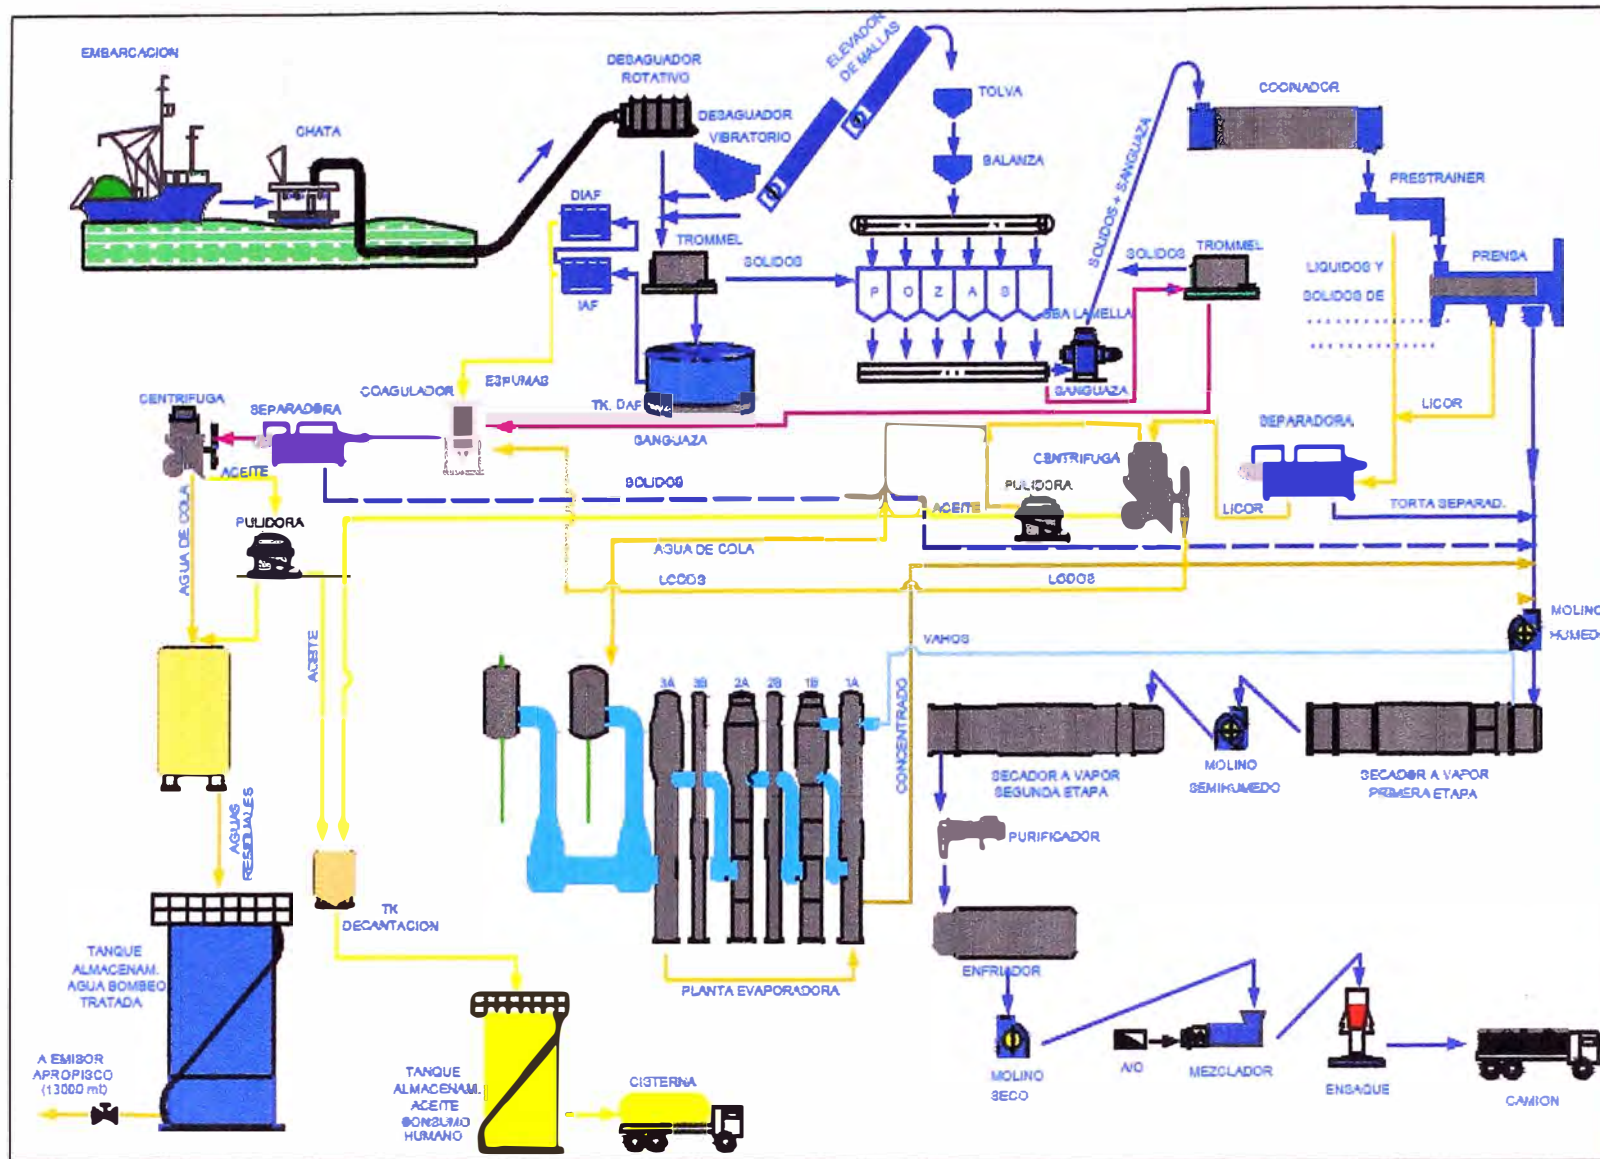 EMBARCACION
CHATA
DESAGUADOR
ROTATIVO
DESAGUADOR
VIBRATORIO
ELEVADOR
DE MALLAS
TOLVA
BALANZA
SOLIDOS + SANGUAZA
COCINADOR
PRESTRAINER
PRENSA
TROMMEL
SOLIDOS
LIQUIDOS Y
SOLIDOS DE
DIAF
IAF
TROMMEL
SOLIDOS
P O Z A S
BBA LAMELLA
SANGUAZA
TK. DAF
ESPUMAS
COAGULADOR
SANGUAZA
CENTRIFUGA
SEPARADORA
ACEITE
SOLIDOS
AGUA DE COLA
PULIDORA
CENTRIFUGA
PULIDORA
ACEITE
SEPARADORA
LICOR
LICOR
TORTA SEPARAD.
AGUA DE COLA
LODOS
LODOS
ACEITE
MOLINO
HUMEDO
VAHOS
3A 3B 2A 2B 1B 1A
CONCENTRADO
SECADOR A VAPOR
SEGUNDA ETAPA
MOLINO
SEMIHUMEDO
SECADOR A VAPOR
PRIMERA ETAPA
PURIFICADOR
AGUAS
RESIDUALES
TK
DECANTACION
ENFRIADOR
PLANTA EVAPORADORA
TANQUE
ALMACENAM.
AGUA BOMBEO
TRATADA
A EMISOR
APROPISCO
(13000 mt)
TANQUE
ALMACENAM.
ACEITE
CONSUMO
HUMANO
CISTERNA
MOLINO
SECO
A/O
MEZCLADOR
ENSAQUE
CAMION